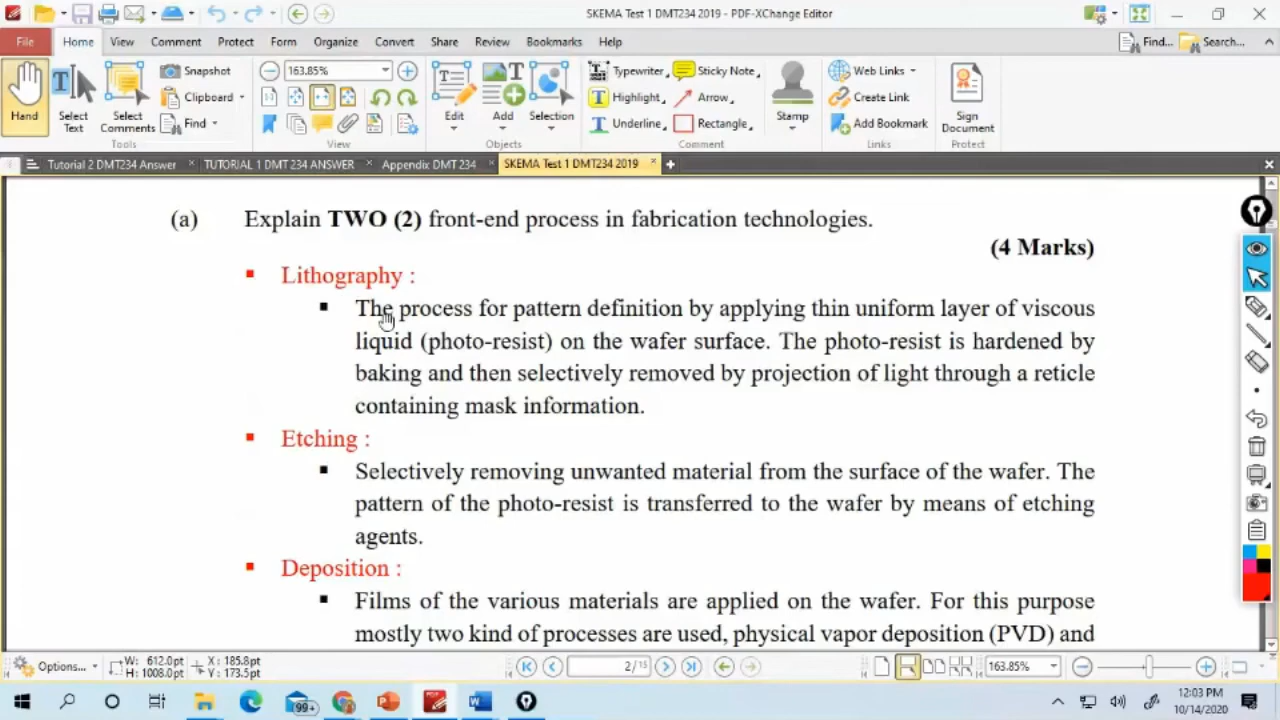 SKEMA Test 1 DMT234 2019 - PDF-XChange Editor
File Home View Comment Protect Form Organize Convert Share Review Bookmarks Help Find... Search...
Hand
Select Text
Select Comments
Snapshot
Clipboard
Find
Tools
163.85%
View
Edit
Add
Selection
Objects
Typewriter
Highlight
Underline
Sticky Note
Arrow
Rectangle
Stamp
Comment
Web Links
Create Link
Add Bookmark
Links
Sign Document
Protect
Tutorial 2 DMT234 Answer TUTORIAL 1 DMT 234 ANSWER Appendix DMT 234 SKEMA Test 1 DMT234 2019
(a) Explain TWO (2) front-end process in fabrication technologies.
(4 Marks)
▪ Lithography :
▪ The process for pattern definition by applying thin uniform layer of viscous
liquid (photo-resist) on the wafer surface. The photo-resist is hardened by
baking and then selectively removed by projection of light through a reticle
containing mask information.
▪ Etching :
▪ Selectively removing unwanted material from the surface of the wafer. The
pattern of the photo-resist is transferred to the wafer by means of etching
agents.
▪ Deposition :
▪ Films of the various materials are applied on the wafer. For this purpose
mostly two kind of processes are used, physical vapor deposition (PVD) and
Options...
W: 612.0pt
H: 1008.0pt
X: 185.8pt
V: 173.5pt
2 / 15
163.85%
99+
12:03 PM
10/14/2020